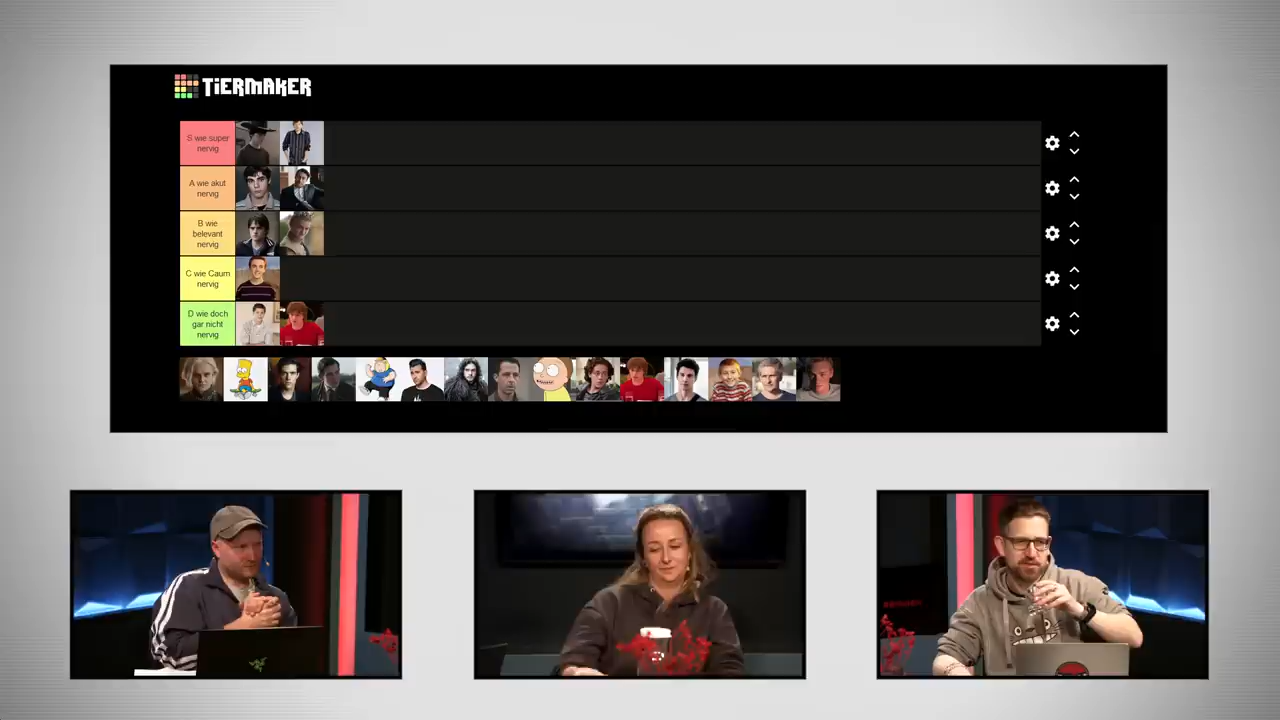 TiERMAKER
S wie super
nervig
A wie akut
nervig
B wie
belevant
nervig
C wie Caum
nervig
D wie doch
gar nicht
nervig